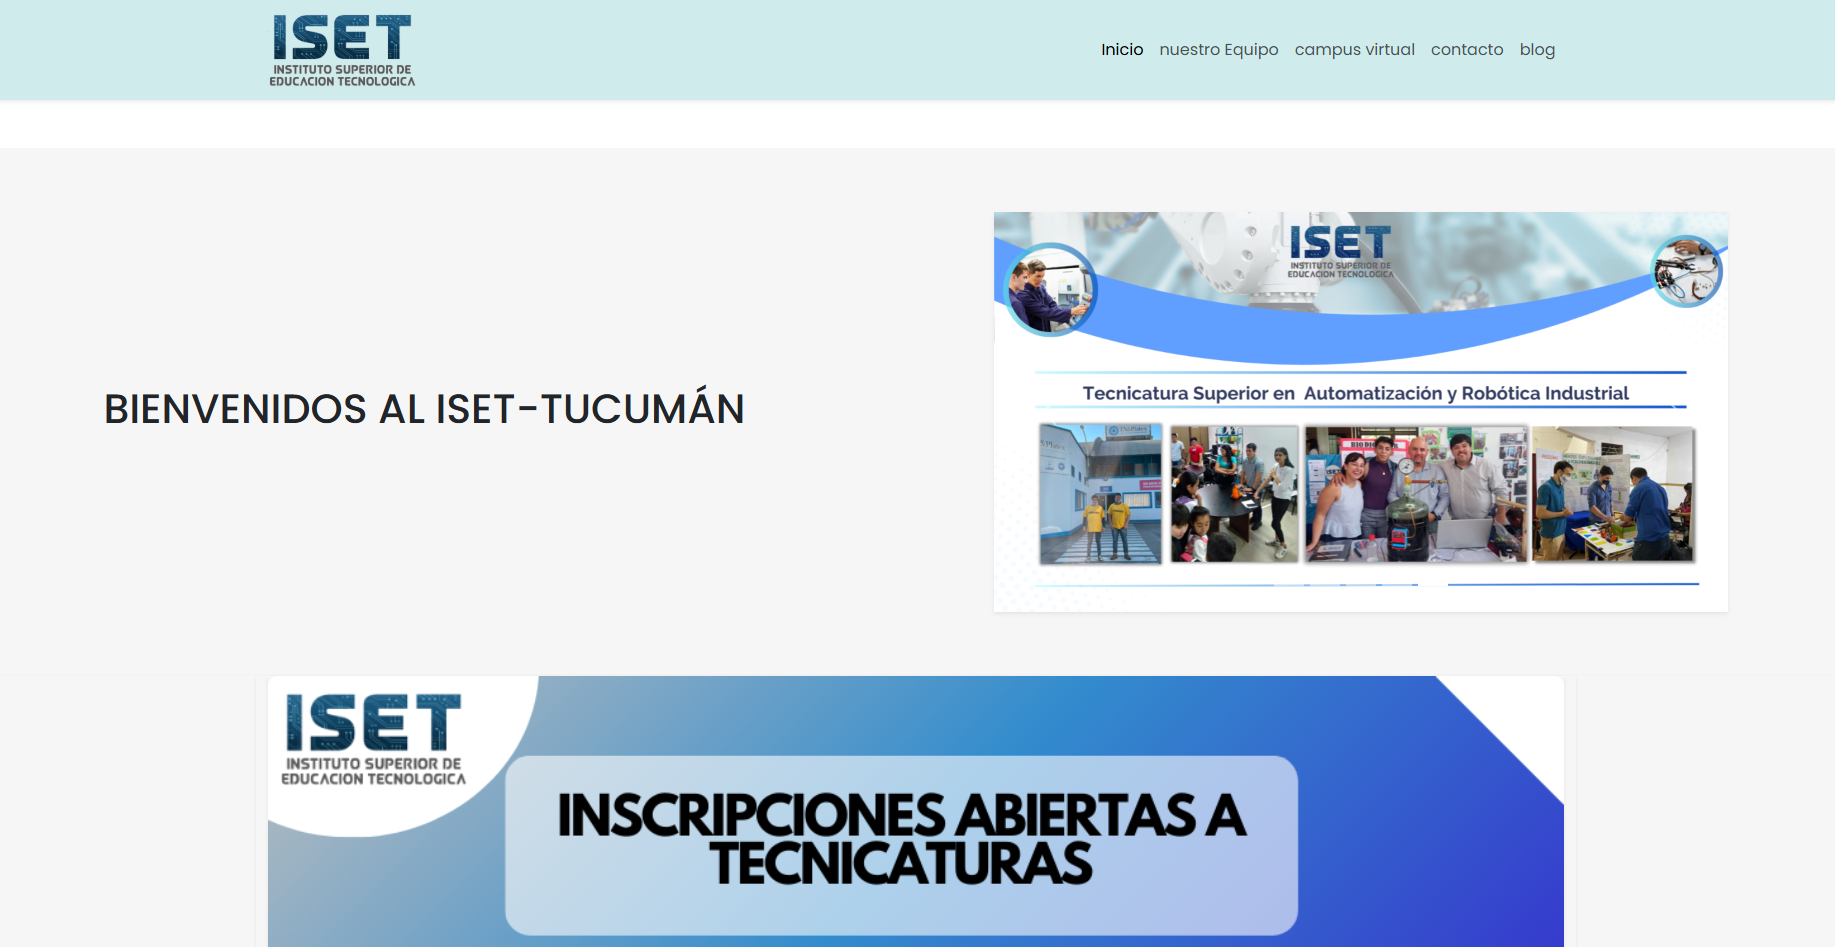 ISET
INSTITUTO SUPERIOR DE
EDUCACION TECNOLOGICA
Inicio nuestro Equipo campus virtual contacto blog
BIENVENIDOS AL ISET-TUCUMÁN
ISET
INSTITUTO SUPERIOR DE
EDUCACION TECNOLOGICA
Tecnicatura Superior en Automatización y Robótica Industrial
ISET
INSTITUTO SUPERIOR DE
EDUCACION TECNOLOGICA
INSCRIPCIONES ABIERTAS A
TECNICATURAS